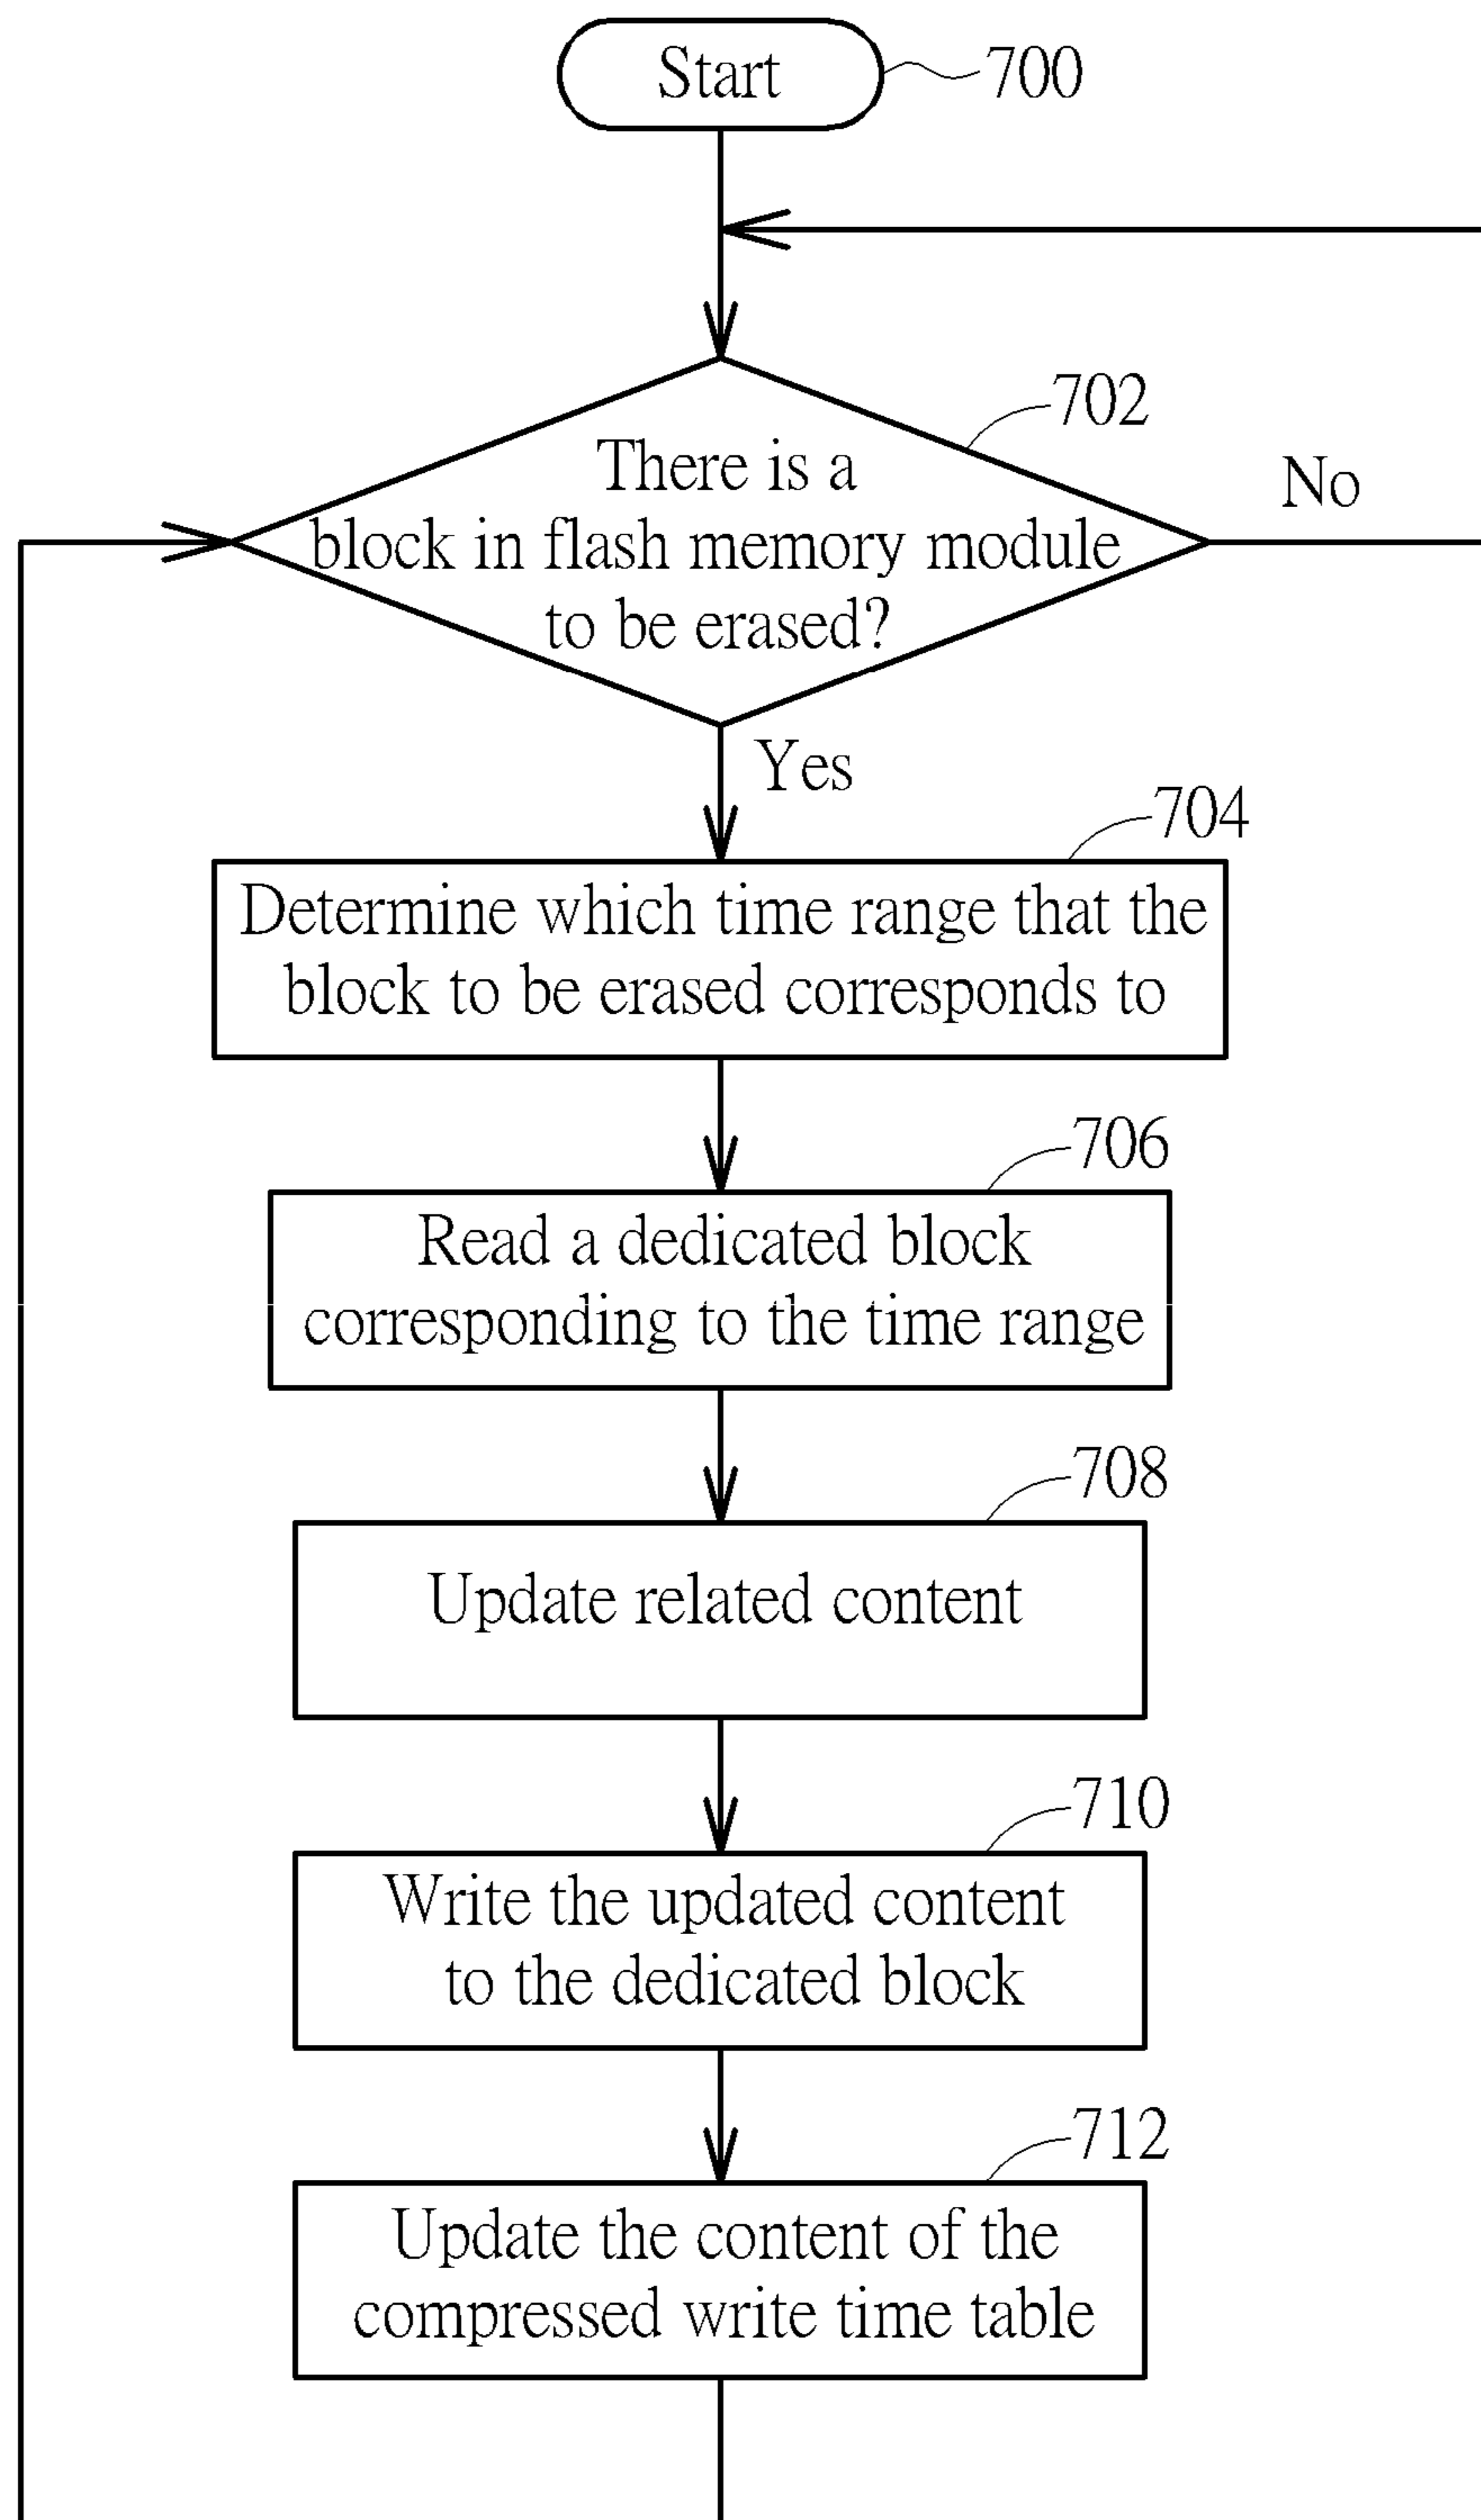 Start
700
702
There is a
block in flash memory module
to be erased?
No
Yes
704
Determine which time range that the
block to be erased corresponds to
706
Read a dedicated block
corresponding to the time range
708
Update related content
710
Write the updated content
to the dedicated block
712
Update the content of the
compressed write time table